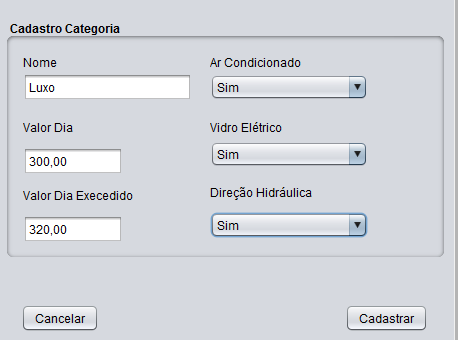 Cadastro Categoria
Nome
Ar Condicionado
Luxo
Sim
Valor Dia
Vidro Elétrico
300,00
Sim
Valor Dia Execedido
Direção Hidráulica
320,00
Sim
Cancelar
Cadastrar